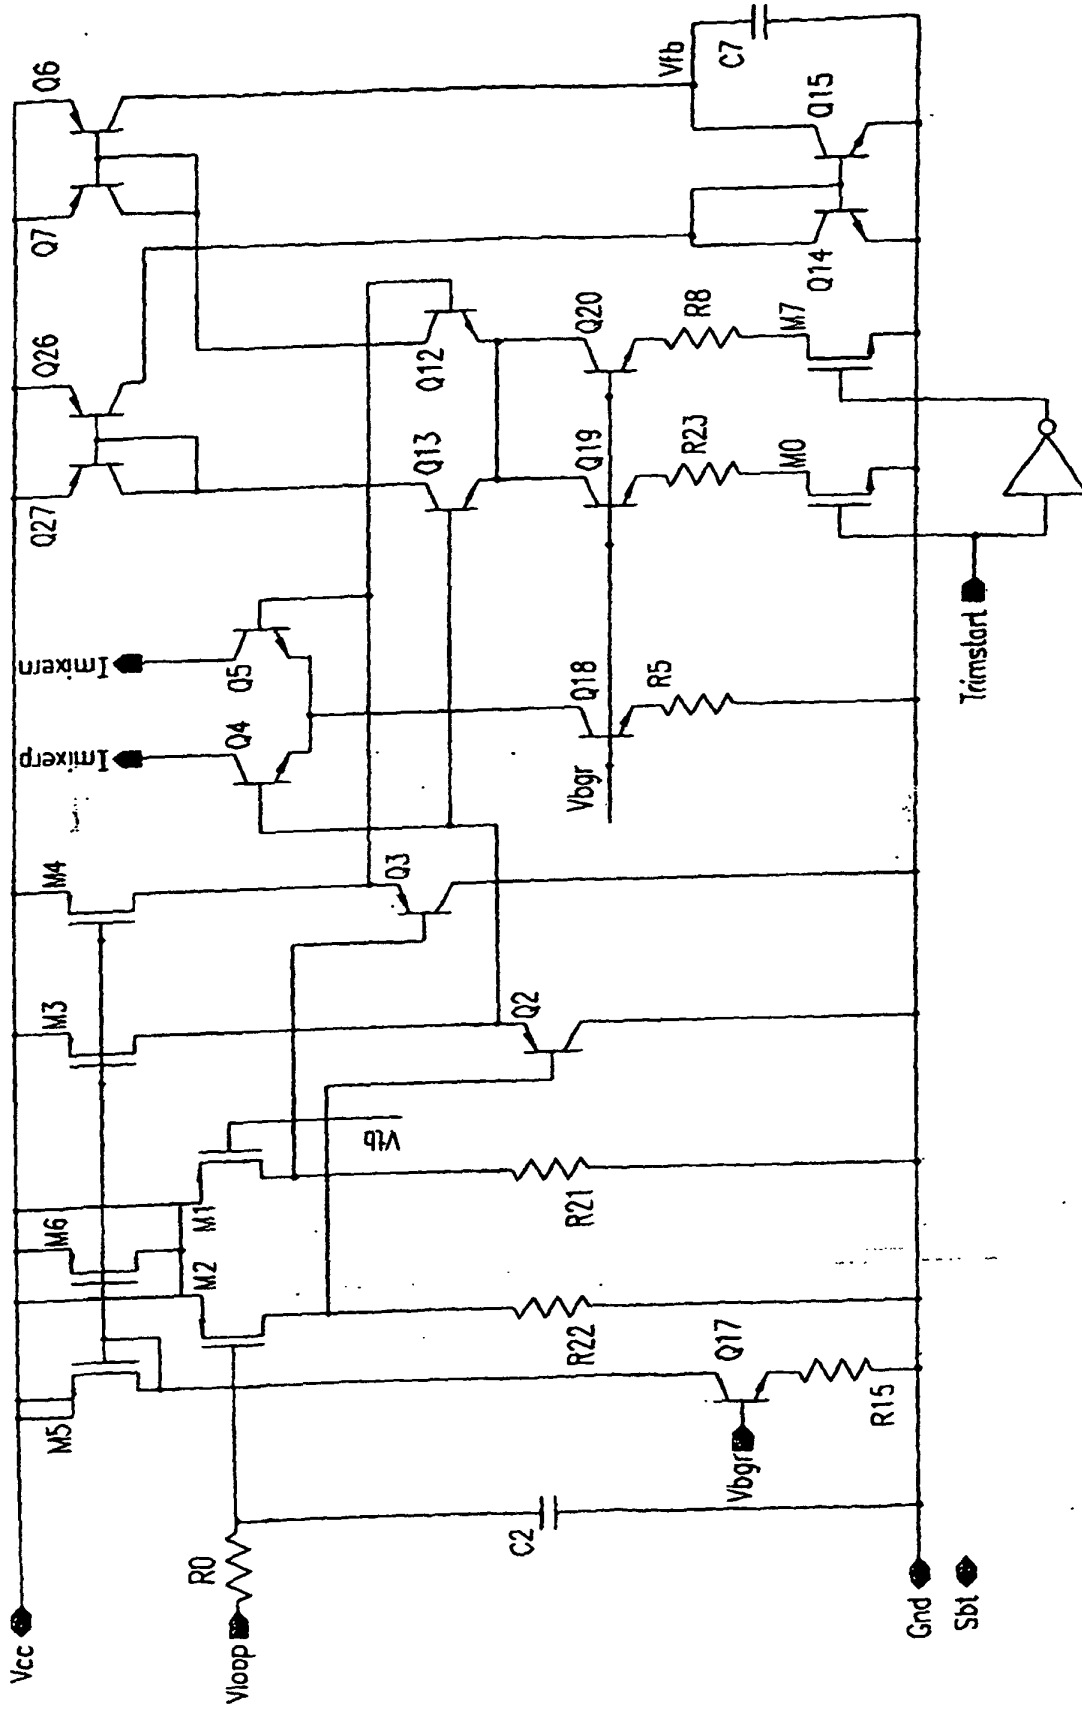 Vcc
M5
M6
M3
M4
Q27
Q26
Q7
Q6
M2
M1
Imixerp
Imixern
R0
Vloop
Q4
Q5
Vfb
Q3
Q13
Q12
C2
R22
R21
Q2
Vbgr
Q18
Q19
Q20
Vfb
R5
R23
R8
C7
Vbgr
Q17
M0
M7
Q14
Q15
R15
Gnd
Sbt
Trimstart